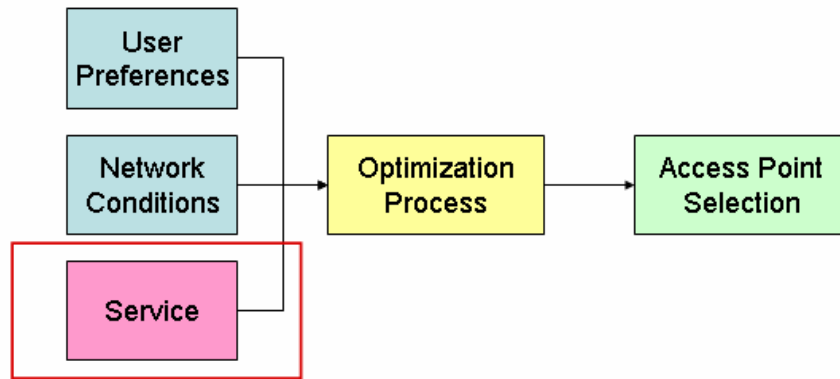 User
Preferences
Network
Conditions
Service
Optimization
Process
Access Point
Selection